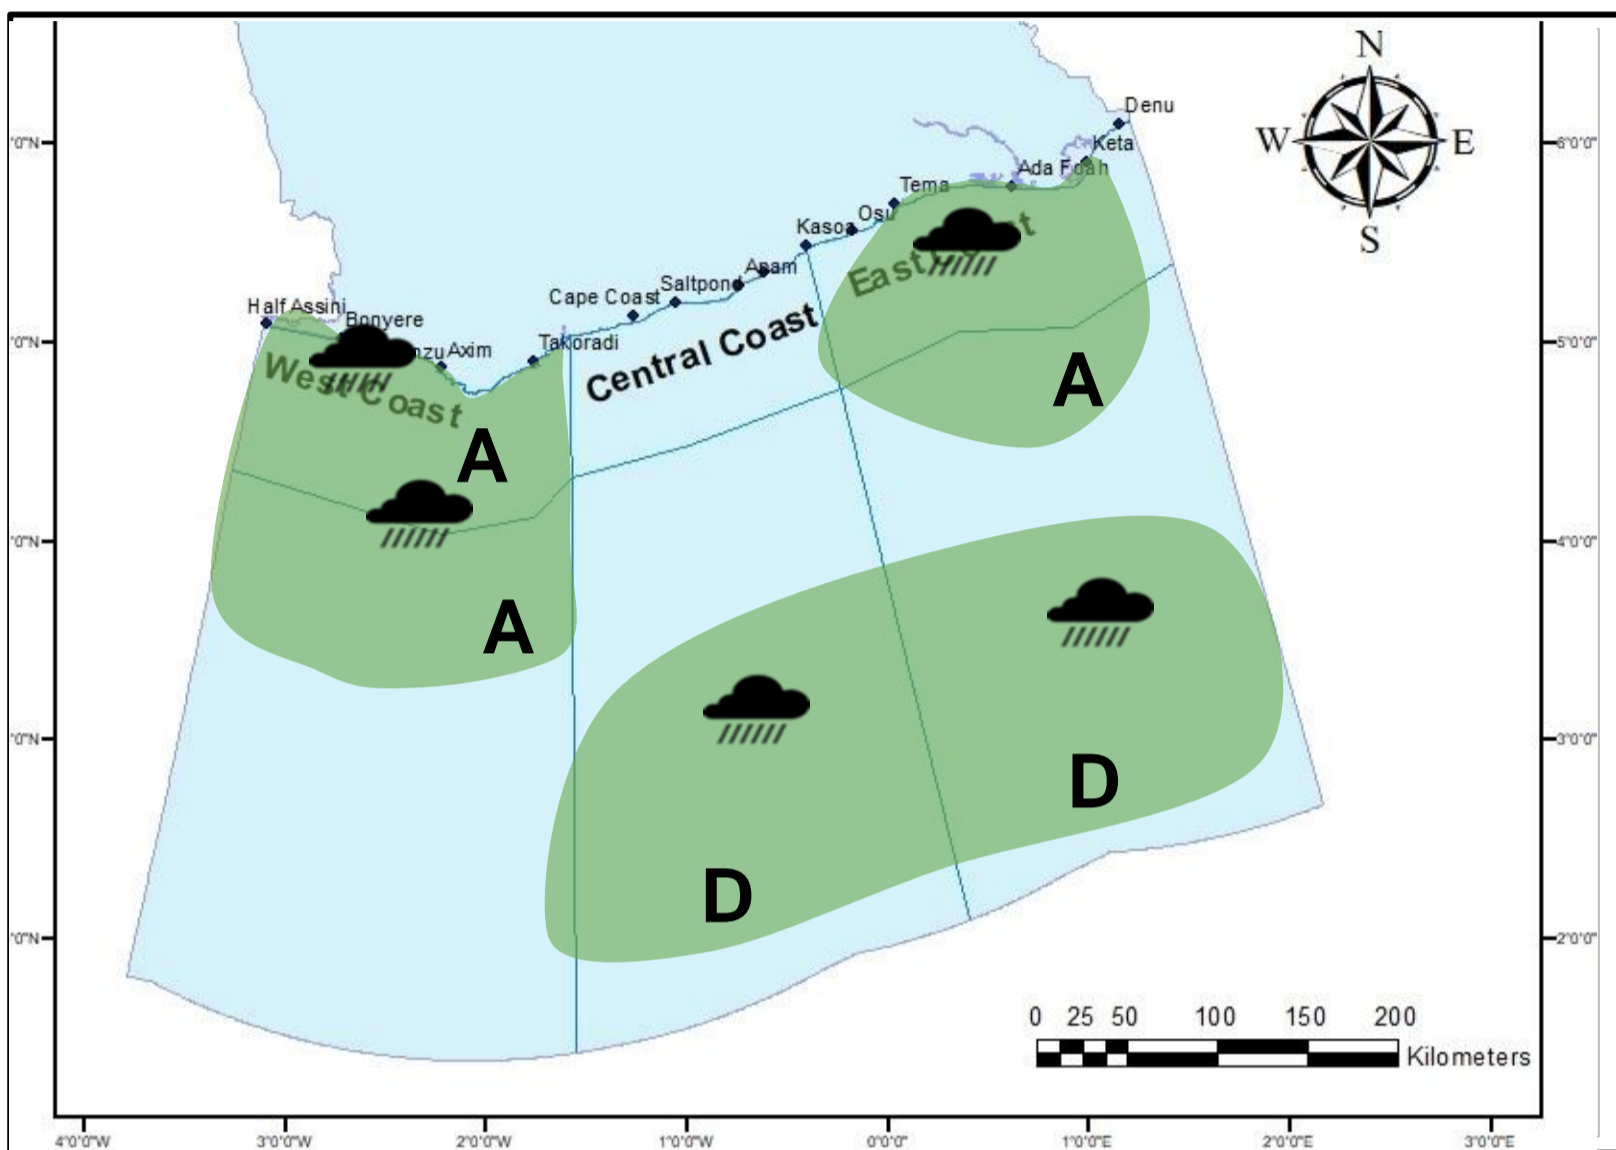 N
W
E
S
Denu
Keta
Ada Foah
Tema
Osu
Kasoa
Apam
Saltpond
Cape Coast
Takoradi
Half Assini
Bonyere
Axim
West Coast
Central Coast
East
A
A
A
D
D
0 25 50 100 150 200
Kilometers
6°0'0"
5°0'0"
4°0'0"
3°0'0"
2°0'0"
4°0'0"W 3°0'0"W 2°0'0"W 1°0'0"W 0°0'0" 1°0'0"E 2°0'0"E 3°0'0"E